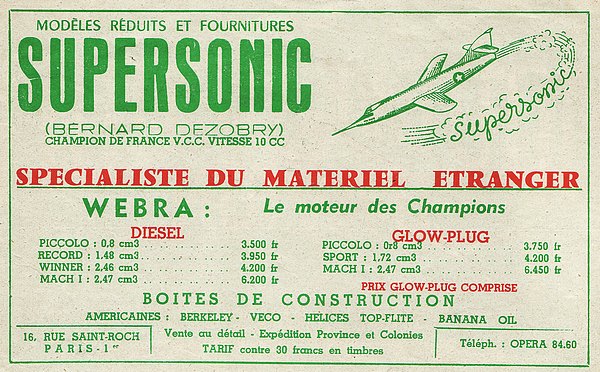 MODÈLES RÉDUITS ET FOURNITURES
SUPERSONIC
(BERNARD DEZOBRY)
CHAMPION DE FRANCE V.C.C. VITESSE 10 CC
Supersonic
SPECIALISTE DU MATERIEL ETRANGER
WEBRA : Le moteur des Champions
DIESEL
PICCOLO : 0.8 cm3 . . . . . . . . . . 3.500 fr
RECORD : 1.48 cm3 . . . . . . . . . . 3.950 fr
WINNER : 2.46 cm3 . . . . . . . . . . 4.200 fr
MACH I : 2.47 cm3 . . . . . . . . . . 6.200 fr
GLOW-PLUG
PICCOLO : 0r8 cm3 . . . . . . . . . . 3.750 fr
SPORT : 1.72 cm3 . . . . . . . . . . 4.200 fr
MACH I : 2.47 cm3 . . . . . . . . . . 6.450 fr
PRIX GLOW-PLUG COMPRISE
BOITES DE CONSTRUCTION
AMERICAINES : BERKELEY - VECO - HELICES TOP-FLITE - BANANA OIL
16, RUE SAINT-ROCH
PARIS - 1er
Vente au détail - Expédition Province et Colonies
TARIF contre 30 francs en timbres
Téléph. : OPERA 84.60